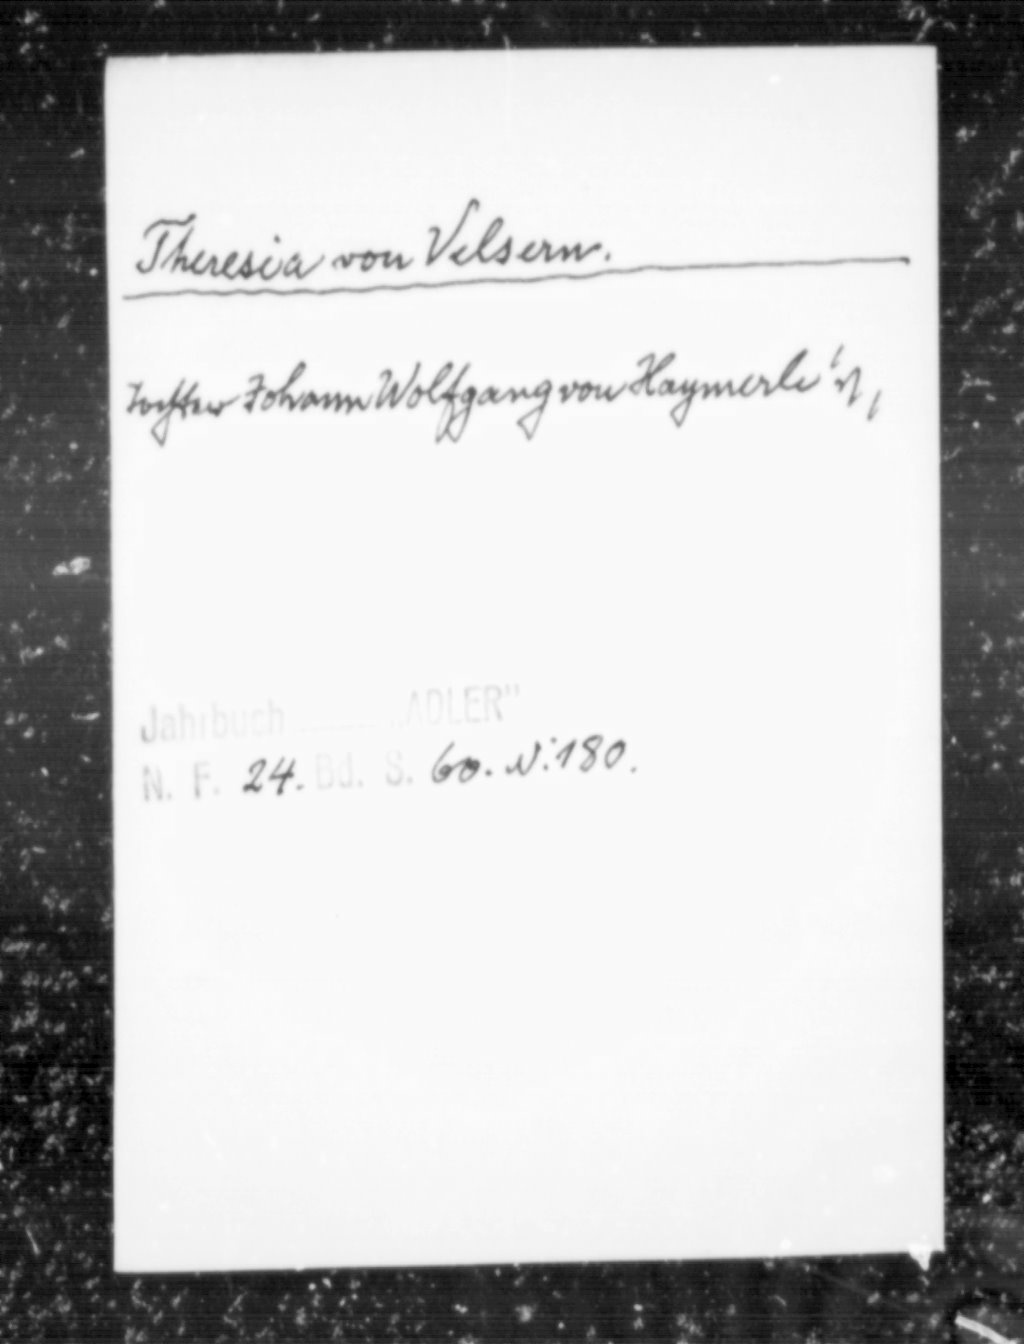 Theresia von Velsern.
Tochter Johann Wolfgang von Haymerle's,
Jahrbuch „ADLER"
N. F. 24. Bd. S. 60. N: 180.